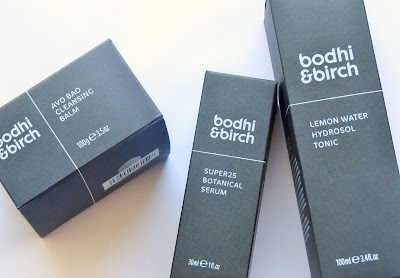 bodhi
&birch
AVO BAO
CLEANSING
BALM
100g℮3.5oz
bodhi
&birch
SUPER25
BOTANICAL
SERUM
30ml℮1fl.oz
bodhi
&birch
LEMON WATER
HYDROSOL
TONIC
100ml℮3.4fl.oz